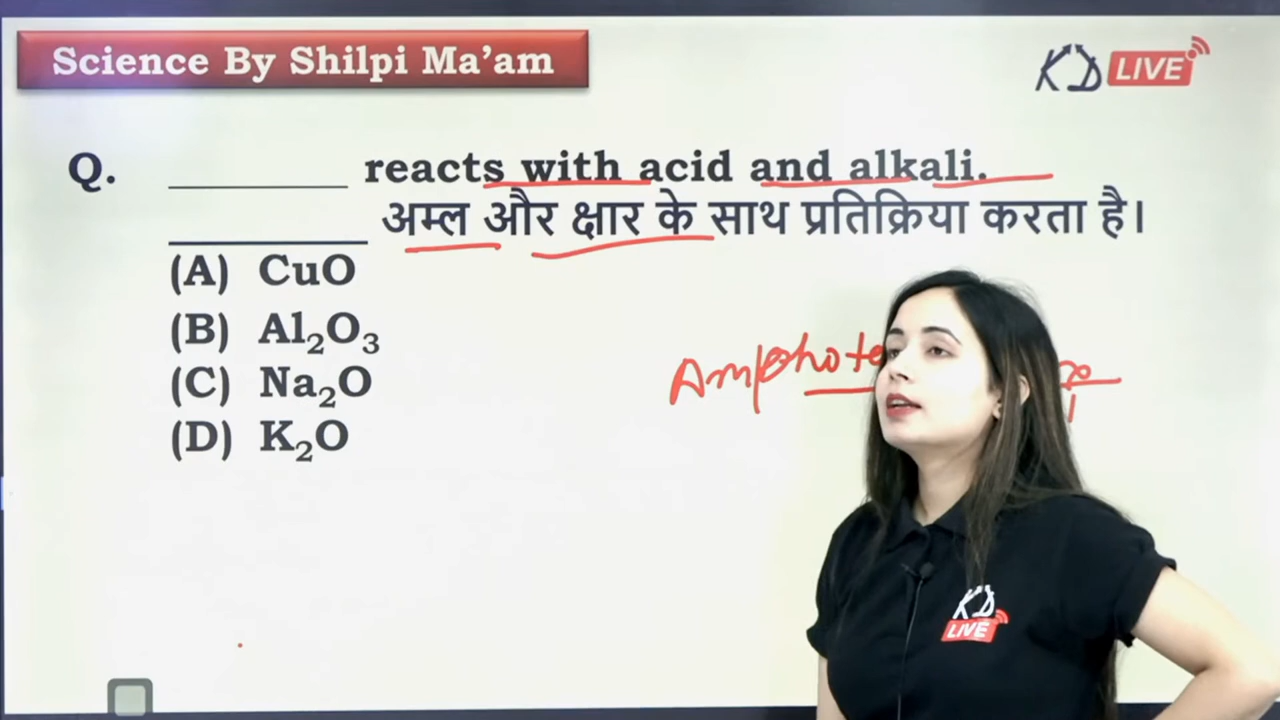 Science By Shilpi Ma’am
KD LIVE
Q. ________ reacts with acid and alkali.
________ अम्ल और क्षार के साथ प्रतिक्रिया करता है।
(A) CuO
(B) Al₂O₃
(C) Na₂O
(D) K₂O
KD
LIVE